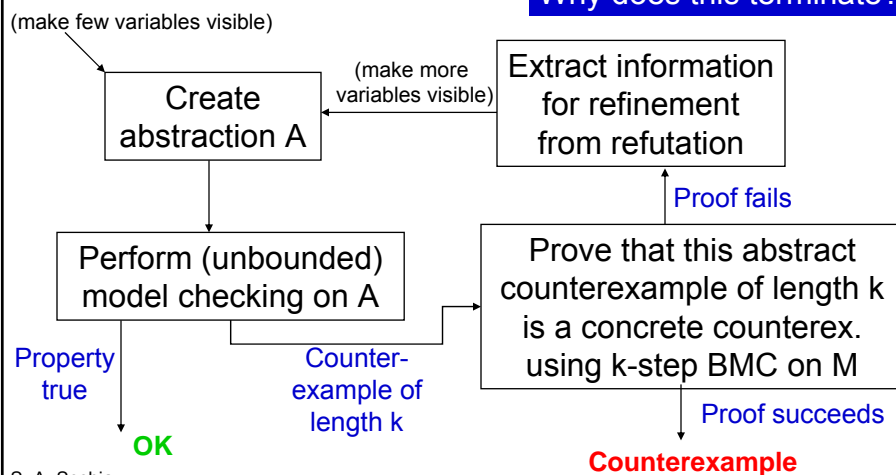 Why does this terminate?
(make few variables visible)
Create
abstraction A
(make more
variables visible)
Extract information
for refinement
from refutation
Proof fails
Perform (unbounded)
model checking on A
Prove that this abstract
counterexample of length k
is a concrete counterex.
using k-step BMC on M
Property
true
Counter-
example of
length k
Proof succeeds
OK
Counterexample
S. A. Seshia